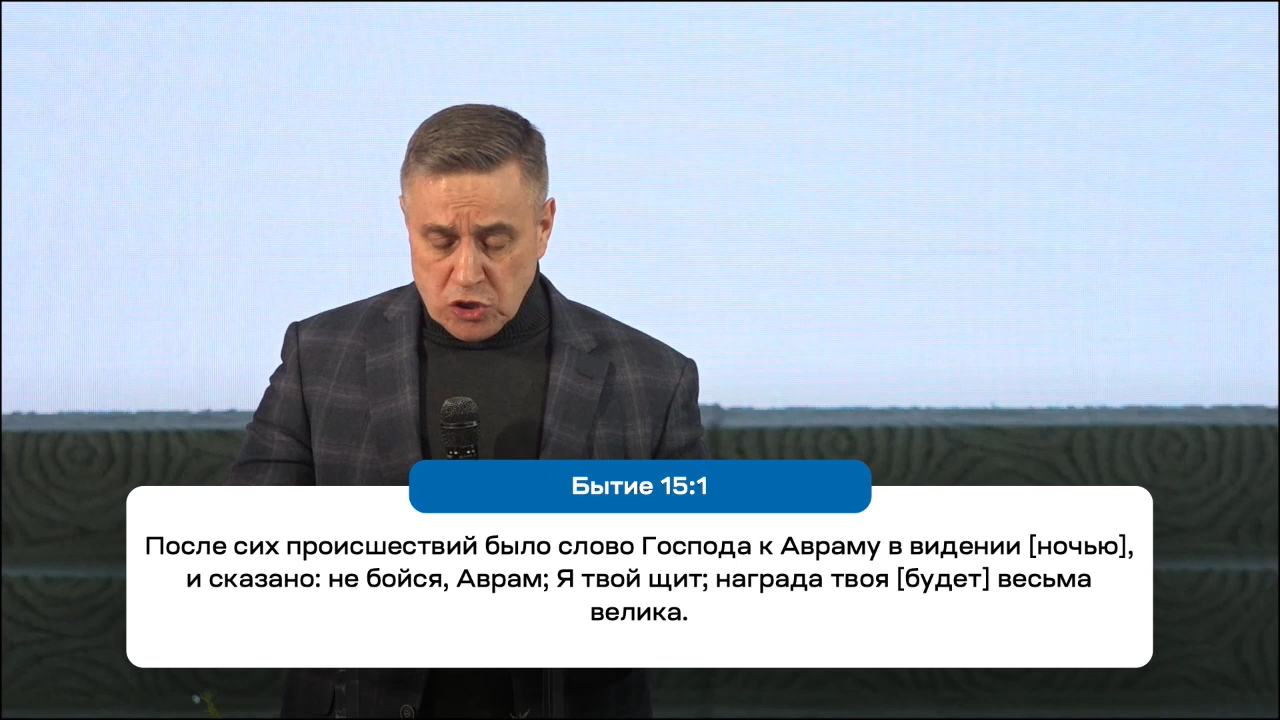 Бытие 15:1
После сих происшествий было слово Господа к Авраму в видении [ночью],
и сказано: не бойся, Аврам; Я твой щит; награда твоя [будет] весьма
велика.